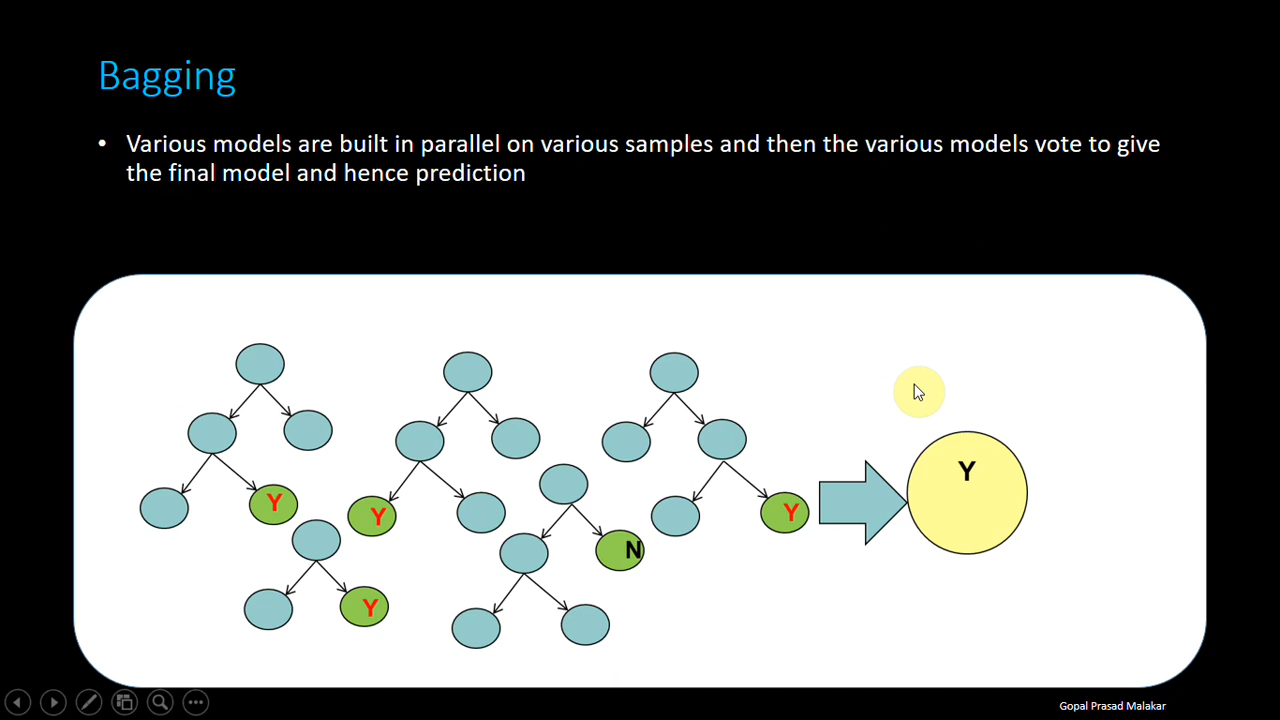 Bagging
• Various models are built in parallel on various samples and then the various models vote to give
the final model and hence prediction
Y
Y
Y
Y
N
Y
Gopal Prasad Malakar